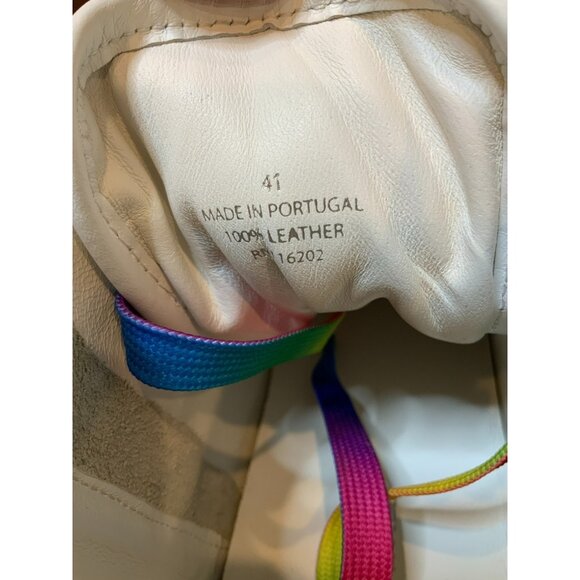 41
MADE IN PORTUGAL
100% LEATHER
16202